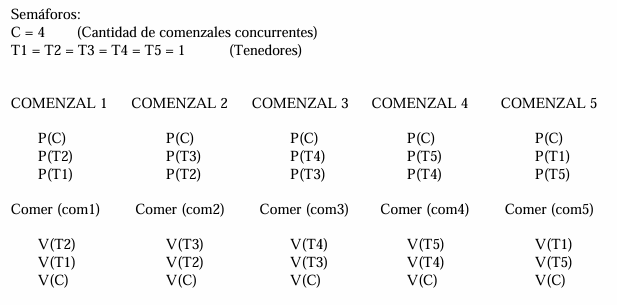 Semáforos:
C = 4 (Cantidad de comenzales concurrentes)
T1 = T2 = T3 = T4 = T5 = 1 (Tenedores)
COMENZAL 1 COMENZAL 2 COMENZAL 3 COMENZAL 4 COMENZAL 5
P(C) P(C) P(C) P(C) P(C)
P(T2) P(T3) P(T4) P(T5) P(T1)
P(T1) P(T2) P(T3) P(T4) P(T5)
Comer (com1) Comer (com2) Comer (com3) Comer (com4) Comer (com5)
V(T2) V(T3) V(T4) V(T5) V(T1)
V(T1) V(T2) V(T3) V(T4) V(T5)
V(C) V(C) V(C) V(C) V(C)